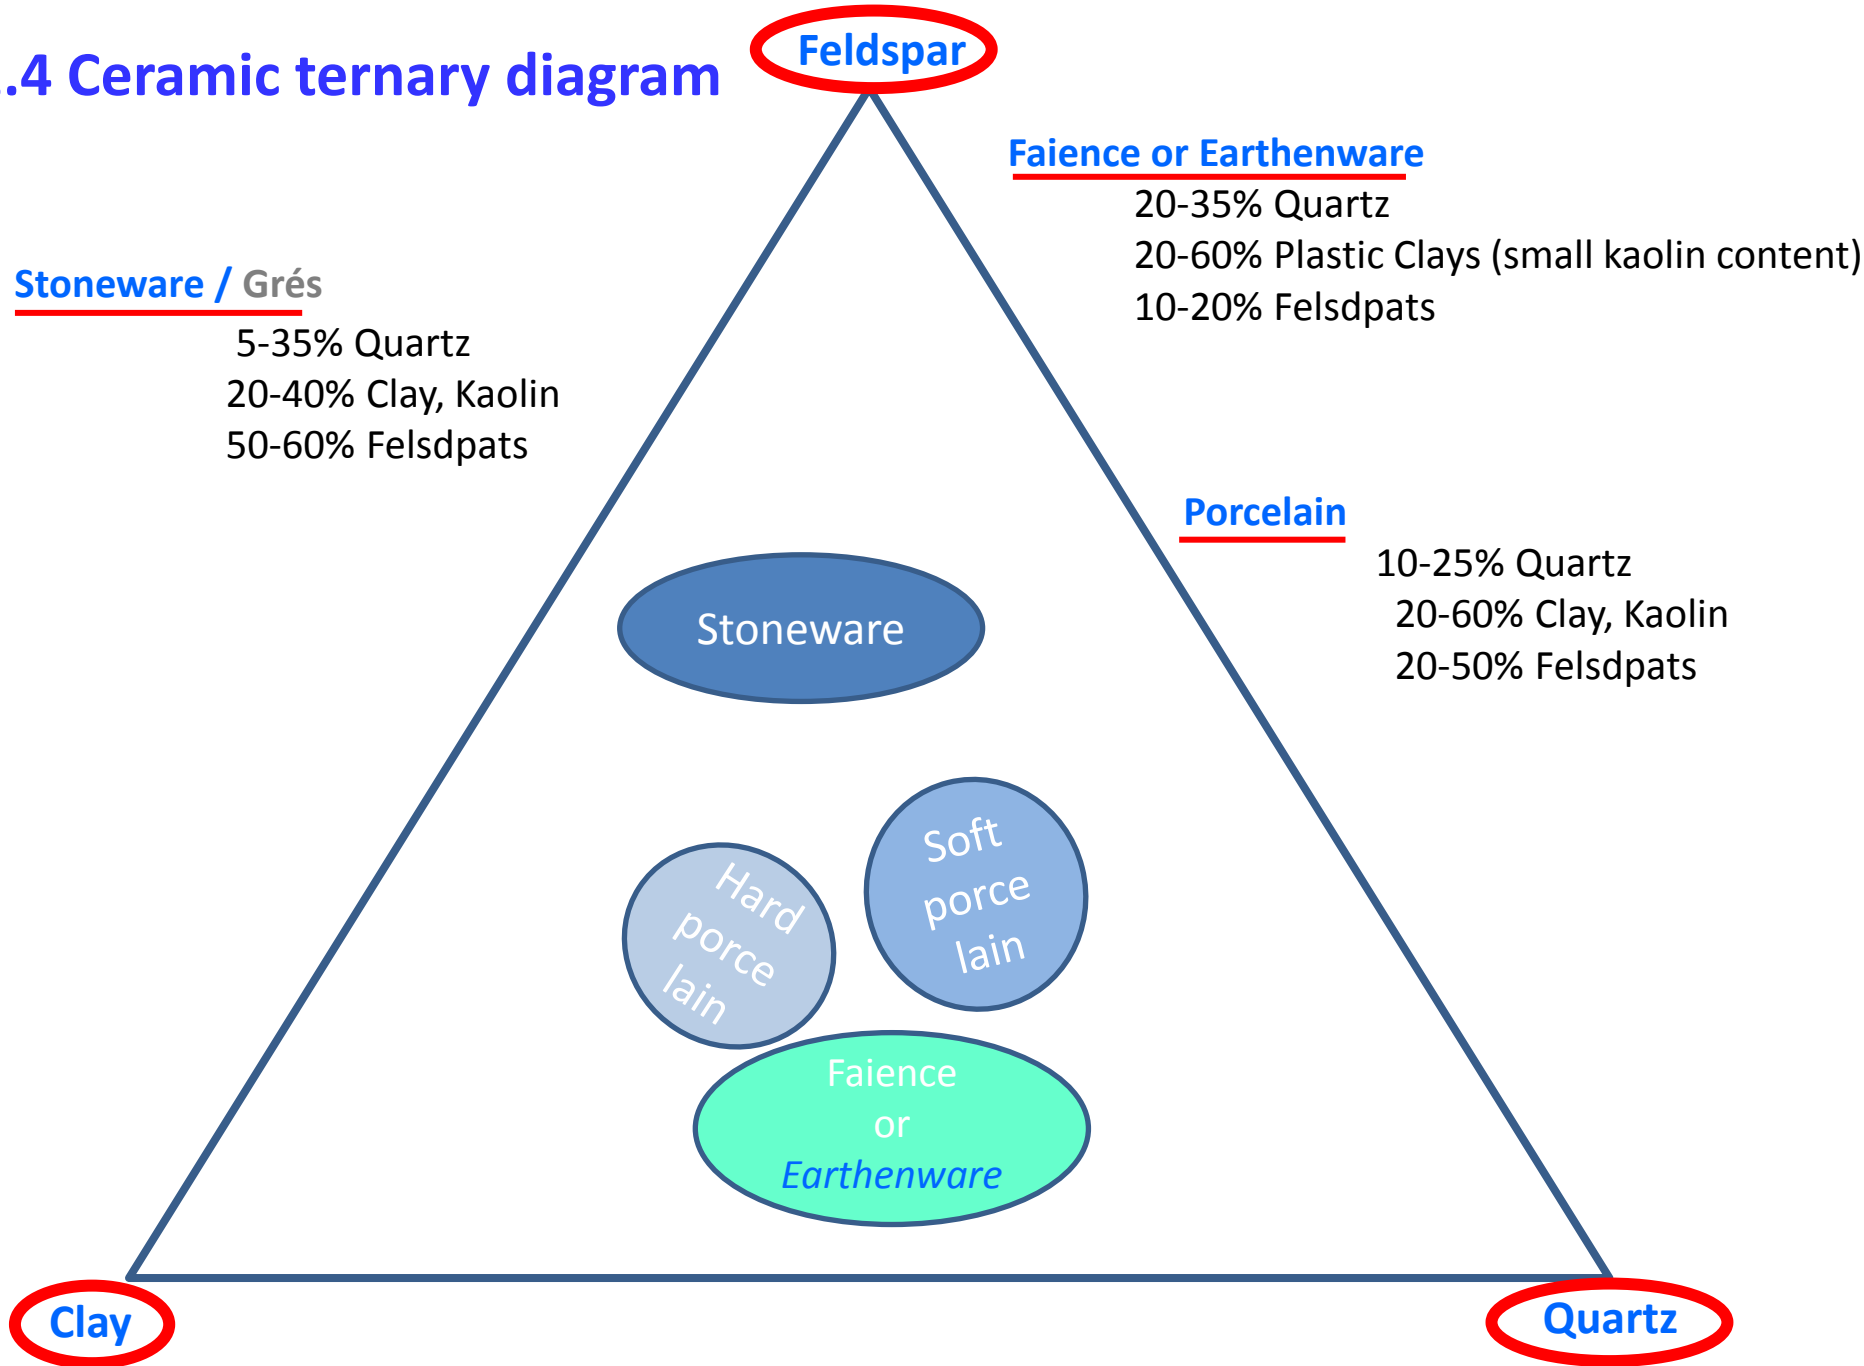 .4 Ceramic ternary diagram
Feldspar
Faience or Earthenware
20-35% Quartz
20-60% Plastic Clays (small kaolin content)
10-20% Felsdpats
Stoneware / Grés
5-35% Quartz
20-40% Clay, Kaolin
50-60% Felsdpats
Porcelain
10-25% Quartz
20-60% Clay, Kaolin
20-50% Felsdpats
Stoneware
Soft
porce
lain
Hard
porce
lain
Faience
or
Earthenware
Clay
Quartz